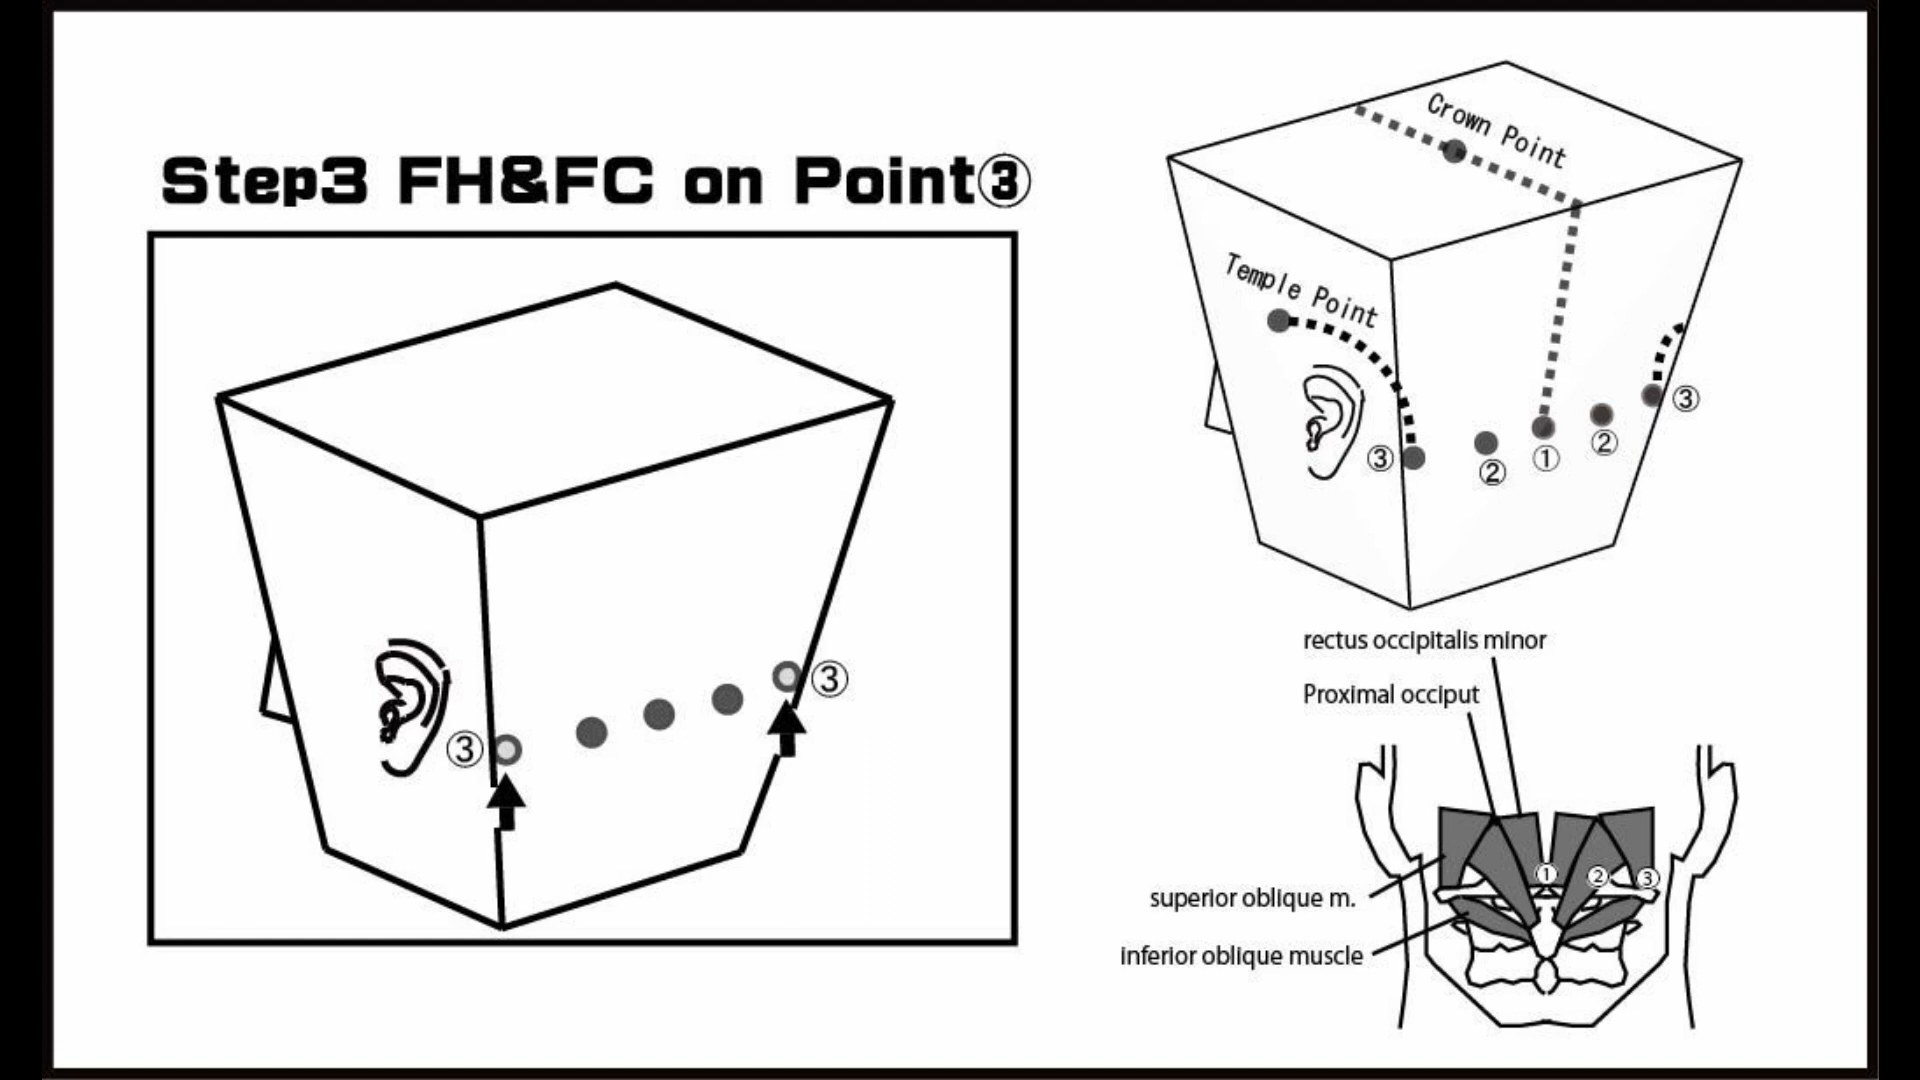 Step3 FH&FC on Point③
③
③
Crown Point
Temple Point
③
②
①
②
③
rectus occipitalis minor
Proximal occiput
①
②
③
superior oblique m.
inferior oblique muscle